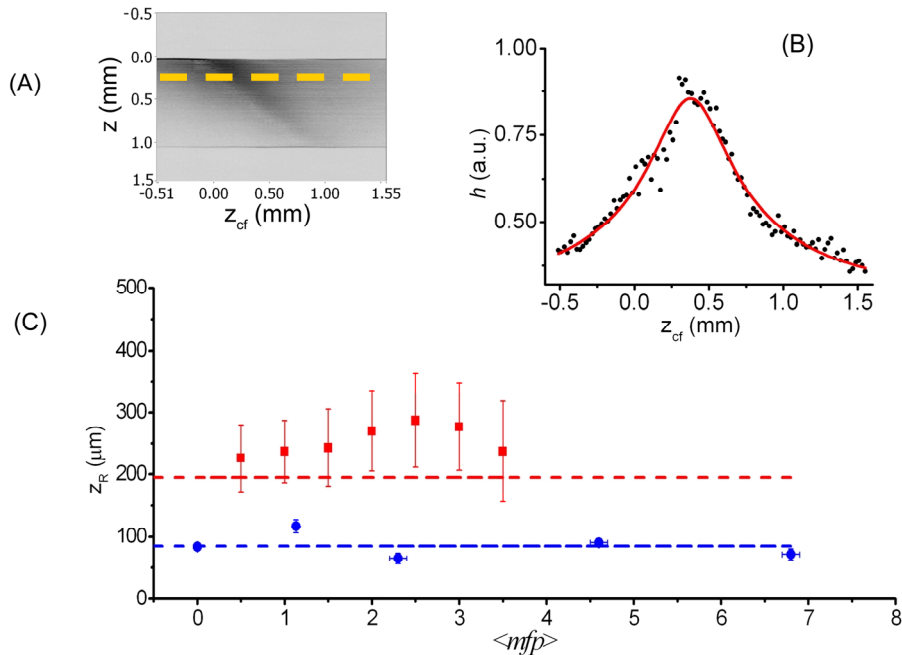 (A)
z (mm)
-0.5
0.0
0.5
1.0
1.5
-0.51 0.00 0.50 1.00 1.55
z_cf (mm)
(B)
h (a.u.)
1.00
0.75
0.50
-0.5 0.0 0.5 1.0 1.5
z_cf (mm)
(C)
z_R (μm)
500
400
300
200
100
0
0 1 2 3 4 5 6 7 8
<mfp>